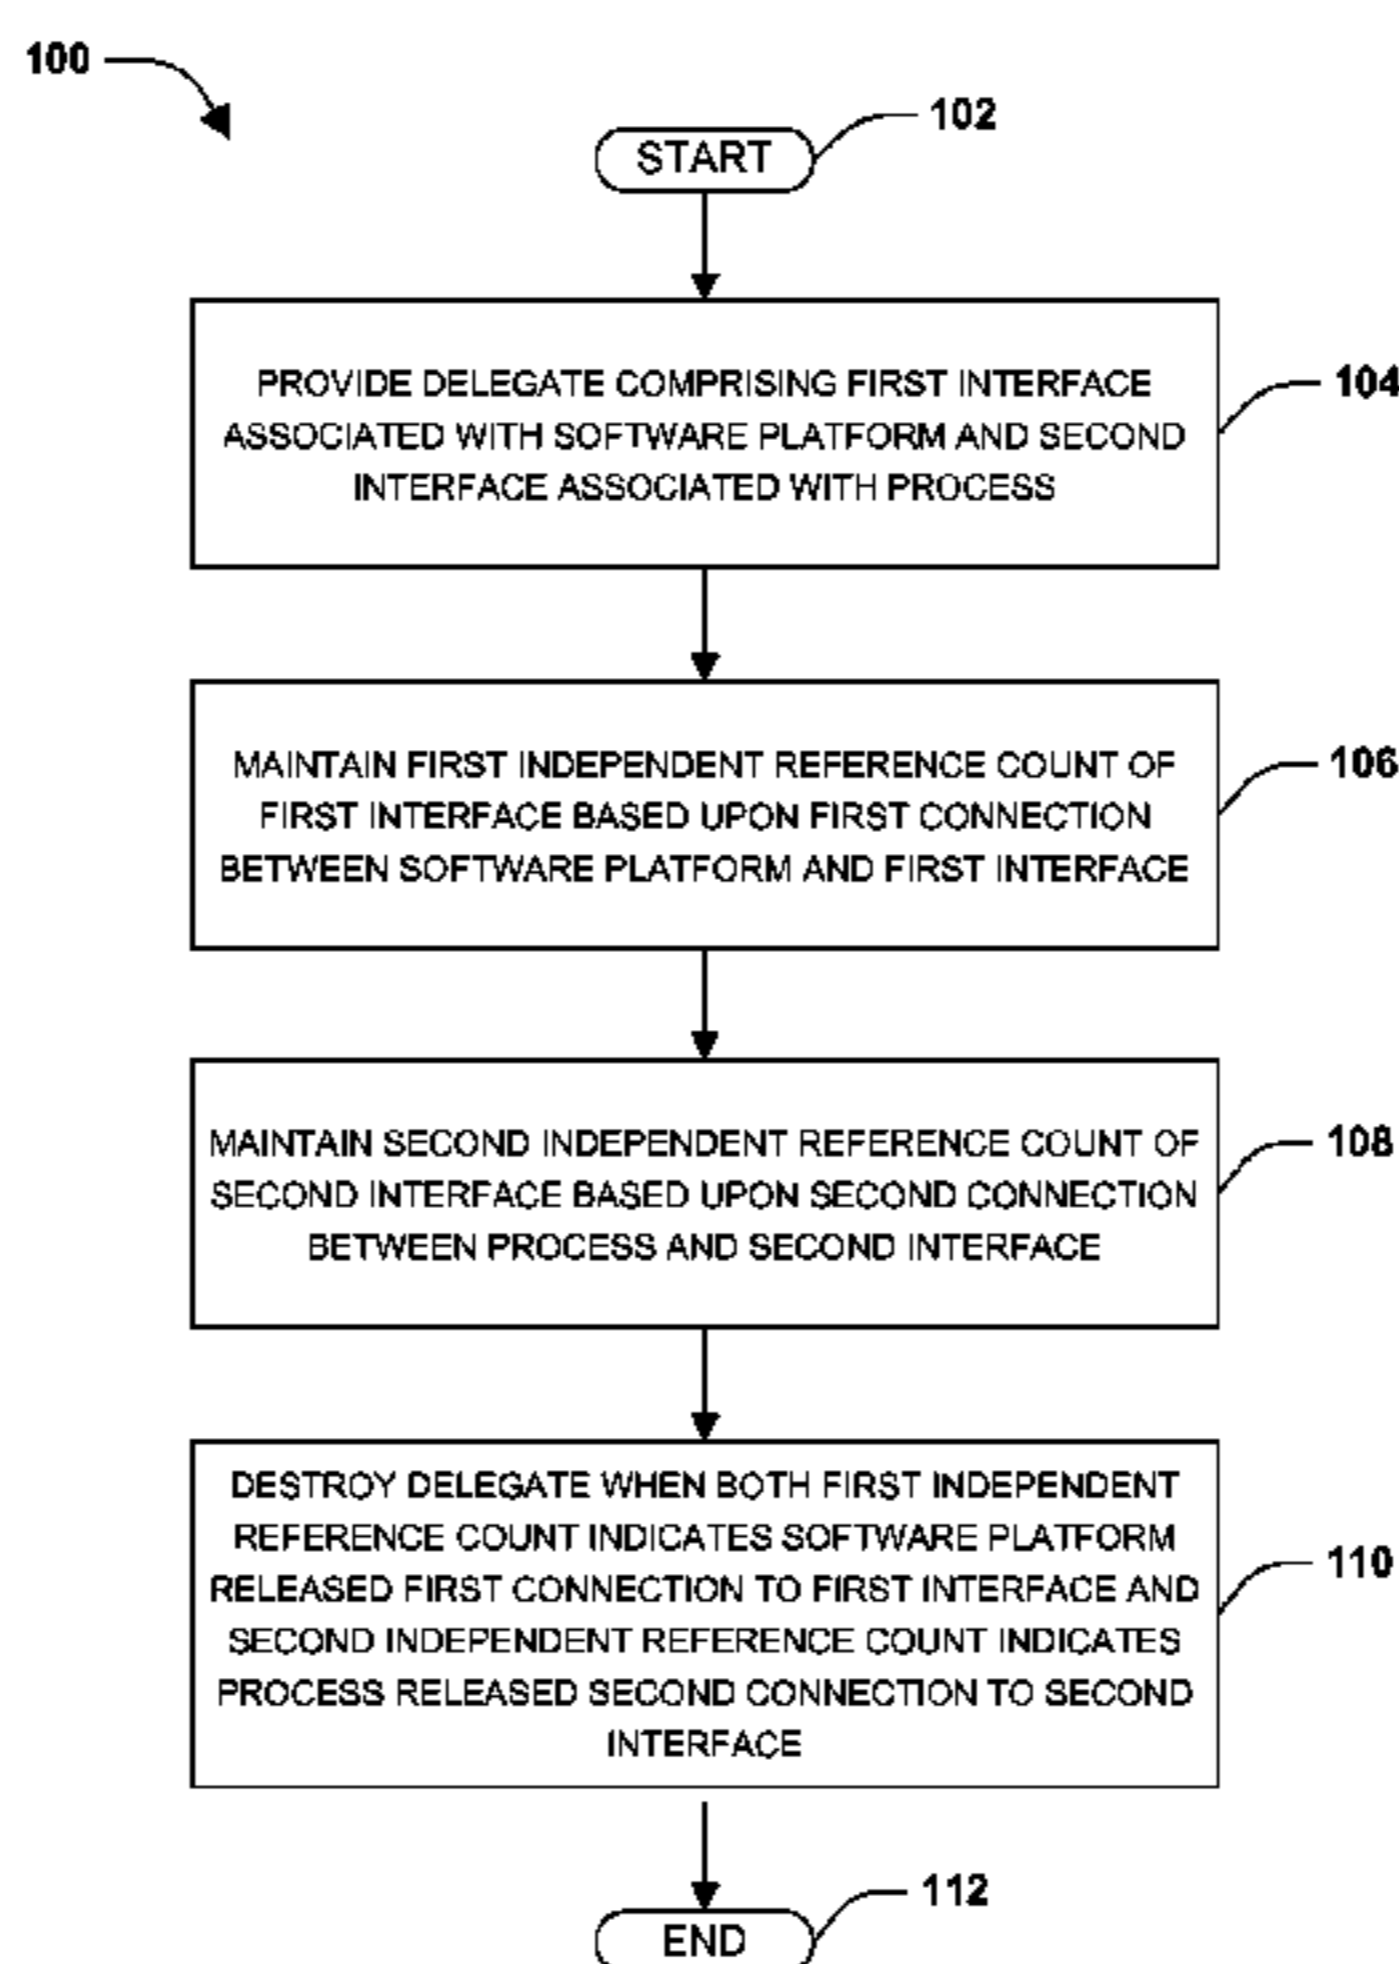 100
102
START
PROVIDE DELEGATE COMPRISING FIRST INTERFACE
ASSOCIATED WITH SOFTWARE PLATFORM AND SECOND
INTERFACE ASSOCIATED WITH PROCESS
104
MAINTAIN FIRST INDEPENDENT REFERENCE COUNT OF
FIRST INTERFACE BASED UPON FIRST CONNECTION
BETWEEN SOFTWARE PLATFORM AND FIRST INTERFACE
106
MAINTAIN SECOND INDEPENDENT REFERENCE COUNT OF
SECOND INTERFACE BASED UPON SECOND CONNECTION
BETWEEN PROCESS AND SECOND INTERFACE
108
DESTROY DELEGATE WHEN BOTH FIRST INDEPENDENT
REFERENCE COUNT INDICATES SOFTWARE PLATFORM
RELEASED FIRST CONNECTION TO FIRST INTERFACE AND
SECOND INDEPENDENT REFERENCE COUNT INDICATES
PROCESS RELEASED SECOND CONNECTION TO SECOND
INTERFACE
110
112
END